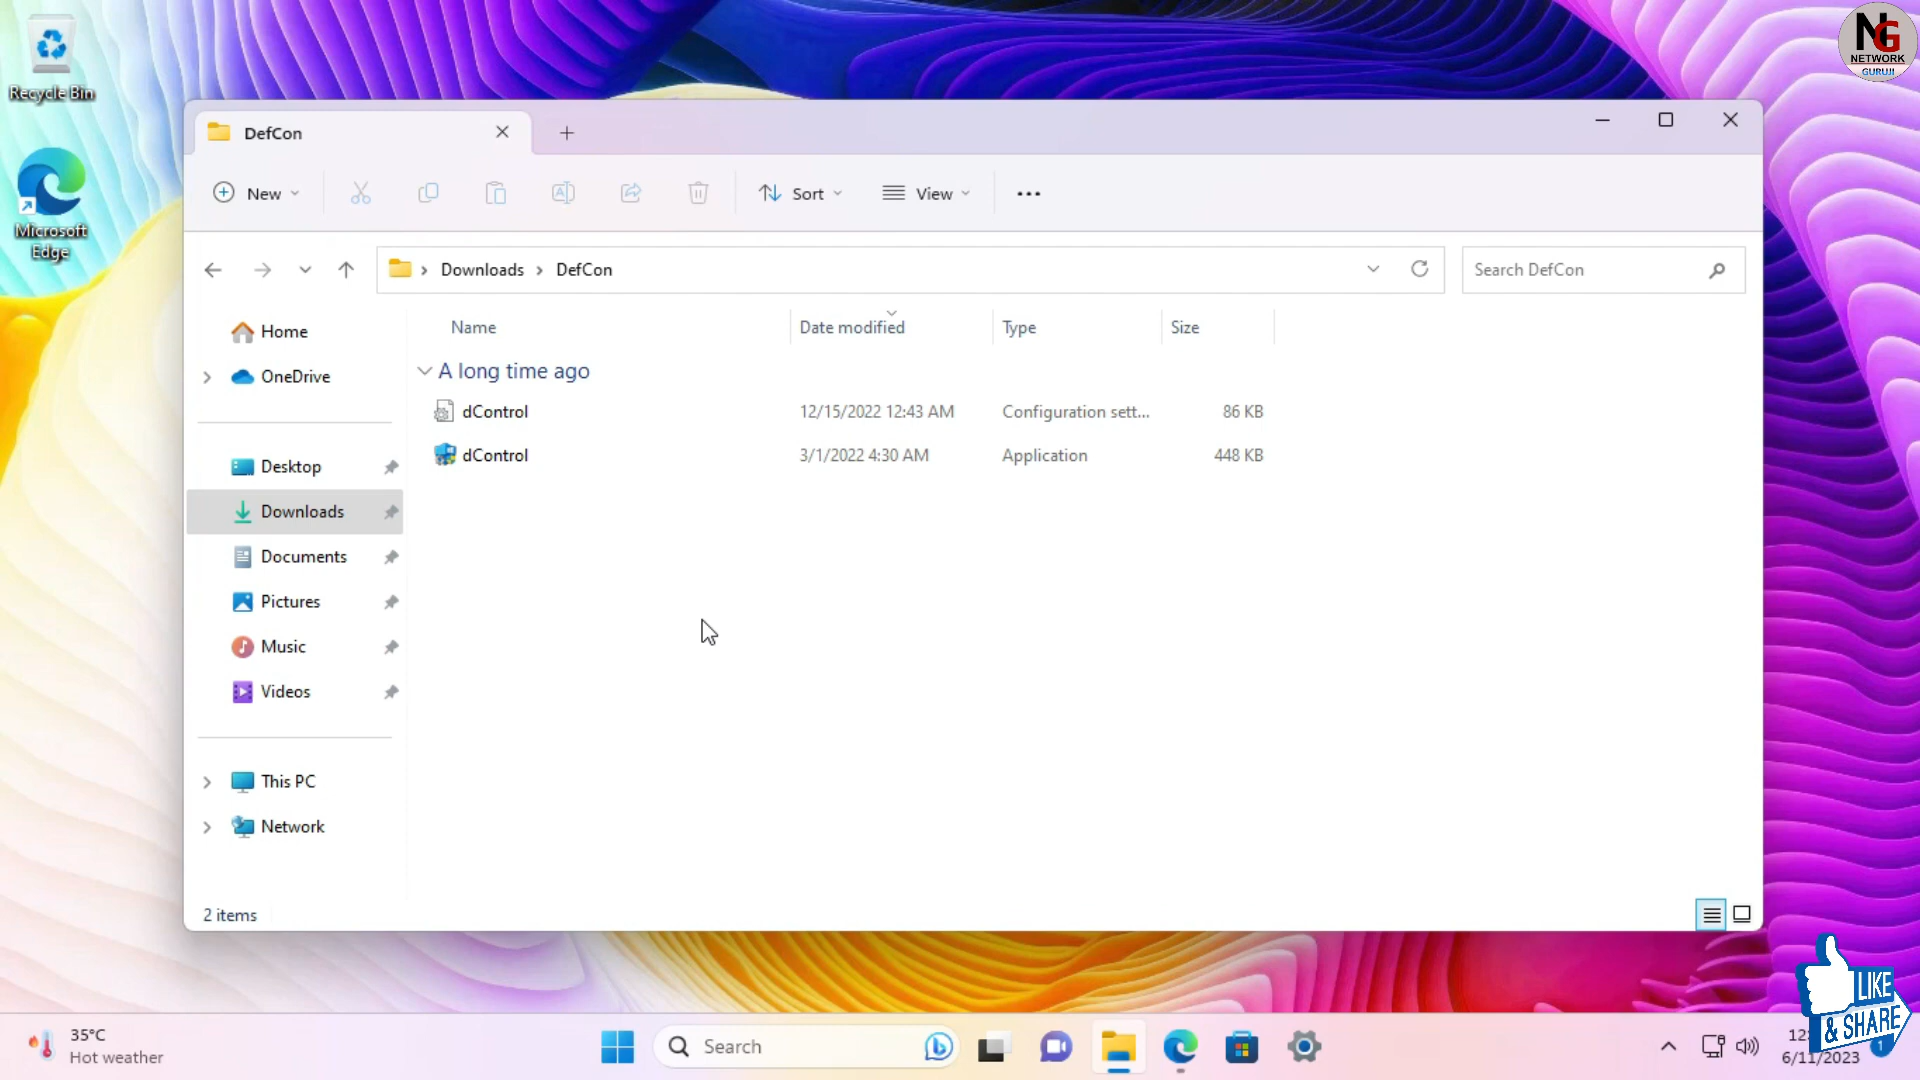 Recycle Bin
Microsoft
Edge
NG
NETWORK
GURUJI
DefCon
New
Sort
View
Downloads
DefCon
Search DefCon
Name
Date modified
Type
Size
A long time ago
dControl
12/15/2022 12:43 AM
Configuration sett...
86 KB
dControl
3/1/2022 4:30 AM
Application
448 KB
Home
OneDrive
Desktop
Downloads
Documents
Pictures
Music
Videos
This PC
Network
2 items
LIKE
& SHARE
35°C
Hot weather
Search
6/11/2023
1